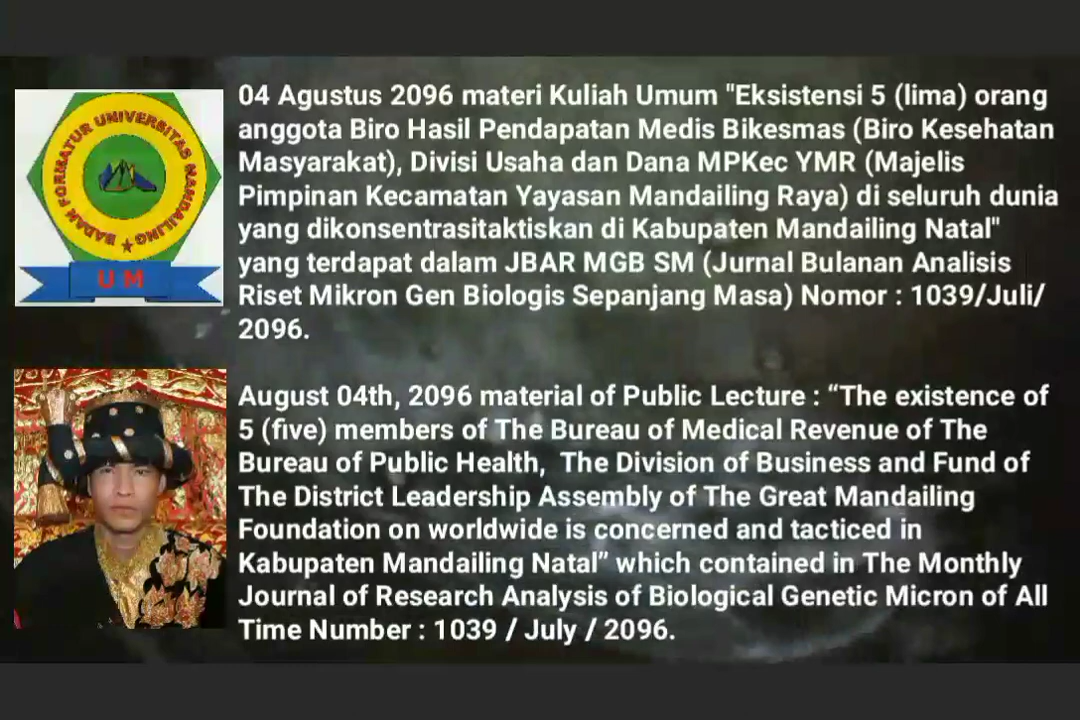 BADAN FORMATUR UNIVERSITAS MANDAILING
UM
04 Agustus 2096 materi Kuliah Umum "Eksistensi 5 (lima) orang
anggota Biro Hasil Pendapatan Medis Bikesmas (Biro Kesehatan
Masyarakat), Divisi Usaha dan Dana MPKec YMR (Majelis
Pimpinan Kecamatan Yayasan Mandailing Raya) di seluruh dunia
yang dikonsentrasitaktiskan di Kabupaten Mandailing Natal"
yang terdapat dalam JBAR MGB SM (Jurnal Bulanan Analisis
Riset Mikron Gen Biologis Sepanjang Masa) Nomor : 1039/Juli/
2096.
August 04th, 2096 material of Public Lecture : “The existence of
5 (five) members of The Bureau of Medical Revenue of The
Bureau of Public Health, The Division of Business and Fund of
The District Leadership Assembly of The Great Mandailing
Foundation on worldwide is concerned and tacticed in
Kabupaten Mandailing Natal” which contained in The Monthly
Journal of Research Analysis of Biological Genetic Micron of All
Time Number : 1039 / July / 2096.